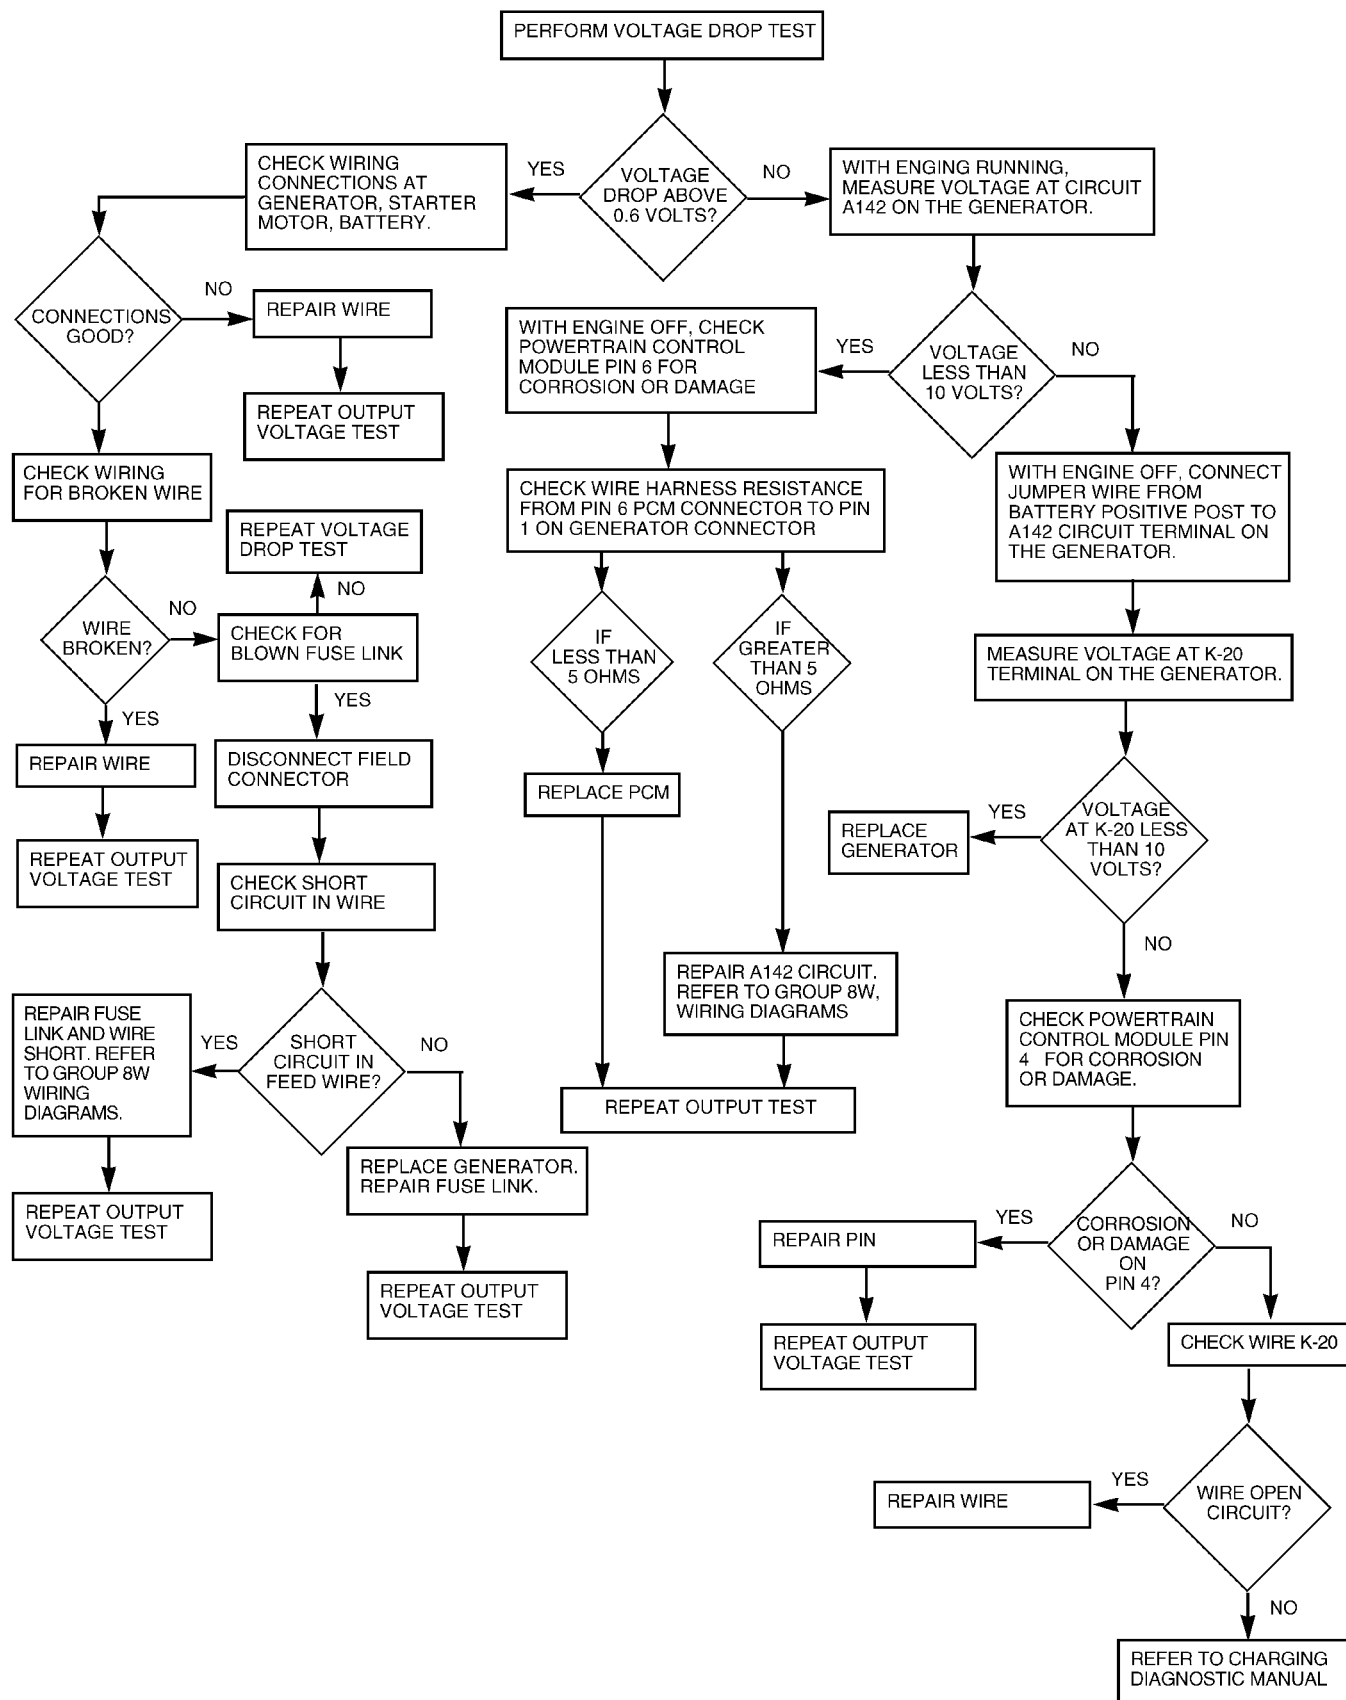 PERFORM VOLTAGE DROP TEST
VOLTAGE
DROP ABOVE
0.6 VOLTS?
YES
NO
CHECK WIRING
CONNECTIONS AT
GENERATOR, STARTER
MOTOR, BATTERY.
WITH ENGING RUNNING,
MEASURE VOLTAGE AT CIRCUIT
A142 ON THE GENERATOR.
CONNECTIONS
GOOD?
NO
REPAIR WIRE
REPEAT OUTPUT
VOLTAGE TEST
CHECK WIRING
FOR BROKEN WIRE
WIRE
BROKEN?
NO
CHECK FOR
BLOWN FUSE LINK
NO
REPEAT VOLTAGE
DROP TEST
YES
REPAIR WIRE
REPEAT OUTPUT
VOLTAGE TEST
YES
DISCONNECT FIELD
CONNECTOR
CHECK SHORT
CIRCUIT IN WIRE
SHORT
CIRCUIT IN
FEED WIRE?
YES
REPAIR FUSE
LINK AND WIRE
SHORT. REFER
TO GROUP 8W
WIRING
DIAGRAMS.
REPEAT OUTPUT
VOLTAGE TEST
NO
REPLACE GENERATOR.
REPAIR FUSE LINK.
REPEAT OUTPUT
VOLTAGE TEST
VOLTAGE
LESS THAN
10 VOLTS?
YES
WITH ENGINE OFF, CHECK
POWERTRAIN CONTROL
MODULE PIN 6 FOR
CORROSION OR DAMAGE
CHECK WIRE HARNESS RESISTANCE
FROM PIN 6 PCM CONNECTOR TO PIN
1 ON GENERATOR CONNECTOR
IF
LESS THAN
5 OHMS
IF
GREATER
THAN 5
OHMS
REPLACE PCM
REPAIR A142 CIRCUIT.
REFER TO GROUP 8W,
WIRING DIAGRAMS
REPEAT OUTPUT TEST
NO
WITH ENGINE OFF, CONNECT
JUMPER WIRE FROM
BATTERY POSITIVE POST TO
A142 CIRCUIT TERMINAL ON
THE GENERATOR.
MEASURE VOLTAGE AT K-20
TERMINAL ON THE GENERATOR.
VOLTAGE
AT K-20 LESS
THAN 10
VOLTS?
YES
REPLACE
GENERATOR
NO
CHECK POWERTRAIN
CONTROL MODULE PIN
4 FOR CORROSION
OR DAMAGE.
CORROSION
OR DAMAGE
ON
PIN 4?
YES
REPAIR PIN
REPEAT OUTPUT
VOLTAGE TEST
NO
CHECK WIRE K-20
WIRE OPEN
CIRCUIT?
YES
REPAIR WIRE
NO
REFER TO CHARGING
DIAGNOSTIC MANUAL